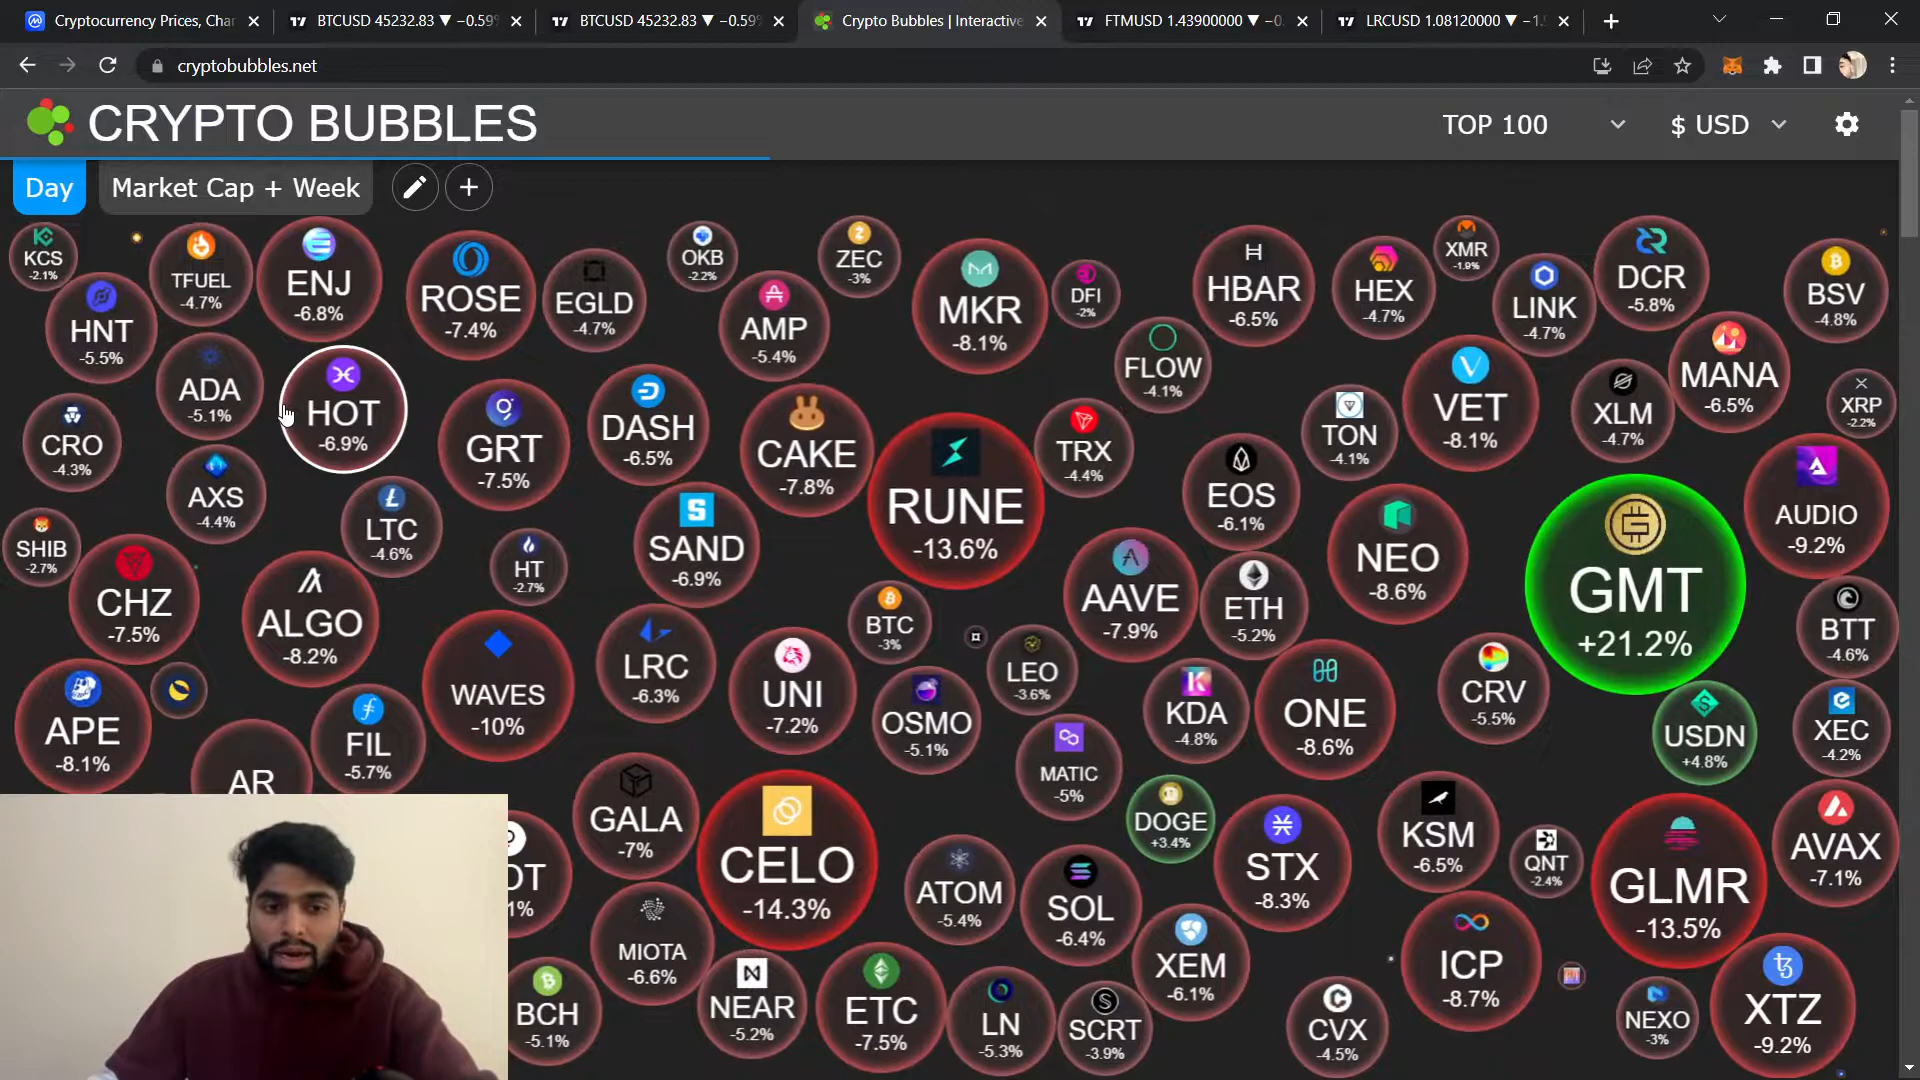 Cryptocurrency Prices, Char
BTCUSD 45232.83 ▼ −0.59%
BTCUSD 45232.83 ▼ −0.59%
Crypto Bubbles | Interactive
FTMUSD 1.43900000 ▼ −0.
LRCUSD 1.08120000 ▼ −1.
cryptobubbles.net
CRYPTO BUBBLES
TOP 100
$ USD
Day
Market Cap + Week
KCS
-2.1%
HNT
-5.5%
TFUEL
-4.7%
ENJ
-6.8%
ROSE
-7.4%
EGLD
-4.7%
OKB
-2.2%
AMP
-5.4%
ZEC
-3%
MKR
-8.1%
DFI
-2%
FLOW
-4.1%
H
HBAR
-6.5%
HEX
-4.7%
XMR
-1.9%
LINK
-4.7%
DCR
-5.8%
MANA
-6.5%
BSV
-4.8%
CRO
-4.3%
ADA
-5.1%
HOT
-6.9%
GRT
-7.5%
DASH
-6.5%
CAKE
-7.8%
RUNE
-13.6%
TRX
-4.4%
EOS
-6.1%
TON
-4.1%
VET
-8.1%
XLM
-4.7%
XRP
-2.2%
SHIB
-2.7%
AXS
-4.4%
LTC
-4.6%
HT
-2.7%
SAND
-6.9%
AAVE
-7.9%
ETH
-5.2%
NEO
-8.6%
GMT
+21.2%
AUDIO
-9.2%
CHZ
-7.5%
ALGO
-8.2%
WAVES
-10%
LRC
-6.3%
UNI
-7.2%
BTC
-3%
LEO
-3.6%
KDA
-4.8%
ONE
-8.6%
CRV
-5.5%
BTT
-4.6%
APE
-8.1%
FIL
-5.7%
OSMO
-5.1%
MATIC
-5%
USDN
+4.8%
XEC
-4.2%
AR
GALA
-7%
CELO
-14.3%
DOGE
+3.4%
STX
-8.3%
KSM
-6.5%
QNT
-2.4%
GLMR
-13.5%
AVAX
-7.1%
OT
1%
MIOTA
-6.6%
ATOM
-5.4%
SOL
-6.4%
XEM
-6.1%
ICP
-8.7%
BCH
-5.1%
NEAR
-5.2%
ETC
-7.5%
LN
-5.3%
SCRT
-3.9%
CVX
-4.5%
NEXO
-3%
XTZ
-9.2%